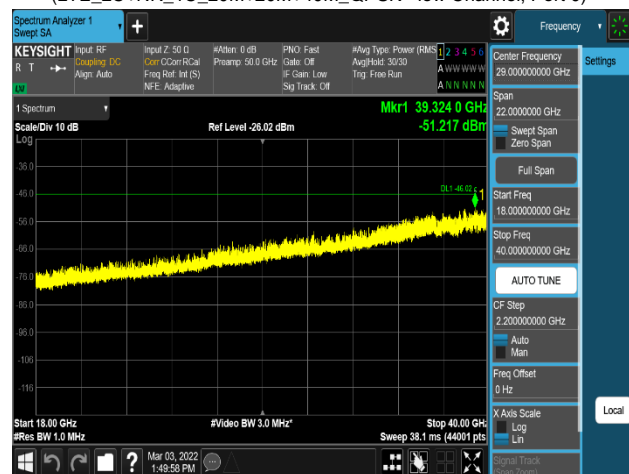 Spectrum Analyzer 1
Swept SA
Frequency
KEYSIGHT
R T
LW
Input: RF
Coupling: DC
Align: Auto
Input Z: 50 Ω
Corr CCorr RCal
Freq Ref: Int (S)
NFE: Adaptive
#Atten: 0 dB
Preamp: 50.0 GHz
PNO: Fast
Gate: Off
IF Gain: Low
Sig Track: Off
#Avg Type: Power (RMS
Avg|Hold: 30/30
Trig: Free Run
1 2 3 4 5 6
A W W W W W
A N N N N N
1 Spectrum
Scale/Div 10 dB
Log
Ref Level -26.02 dBm
Mkr1 39.324 0 GHz
-51.217 dBm
DL1 -46.02
1
-36.0
-46.0
-56.0
-66.0
-76.0
-86.0
-96.0
-106
-116
Start 18.00 GHz
#Res BW 1.0 MHz
#Video BW 3.0 MHz*
Stop 40.00 GHz
Sweep 38.1 ms (44001 pts
Center Frequency
29.000000000 GHz
Settings
Span
22.0000000 GHz
Swept Span
Zero Span
Full Span
Start Freq
18.000000000 GHz
Stop Freq
40.000000000 GHz
AUTO TUNE
CF Step
2.200000000 GHz
Auto
Man
Freq Offset
0 Hz
X Axis Scale
Log
Lin
Local
Signal Track
(Span Zoom)
?
Mar 03, 2022
1:49:58 PM